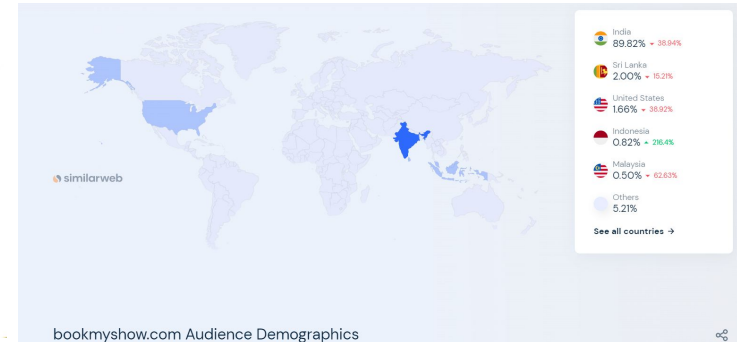 India
89.82% 38.94%
Sri Lanka
2.00% 15.21%
United States
1.66% 38.92%
Indonesia
0.82% 216.4%
Malaysia
0.50% 62.63%
Others
5.21%
See all countries →
similarweb
bookmyshow.com Audience Demographics